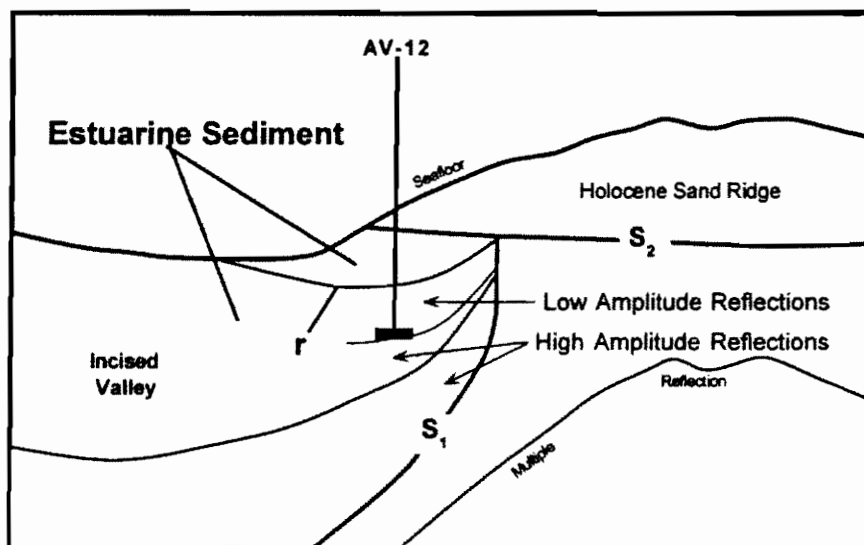 AV-12
Estuarine Sediment
Seafloor
Holocene Sand Ridge
S2
Low Amplitude Reflections
r
High Amplitude Reflections
Incised
Valley
Reflection
S1
Multiple